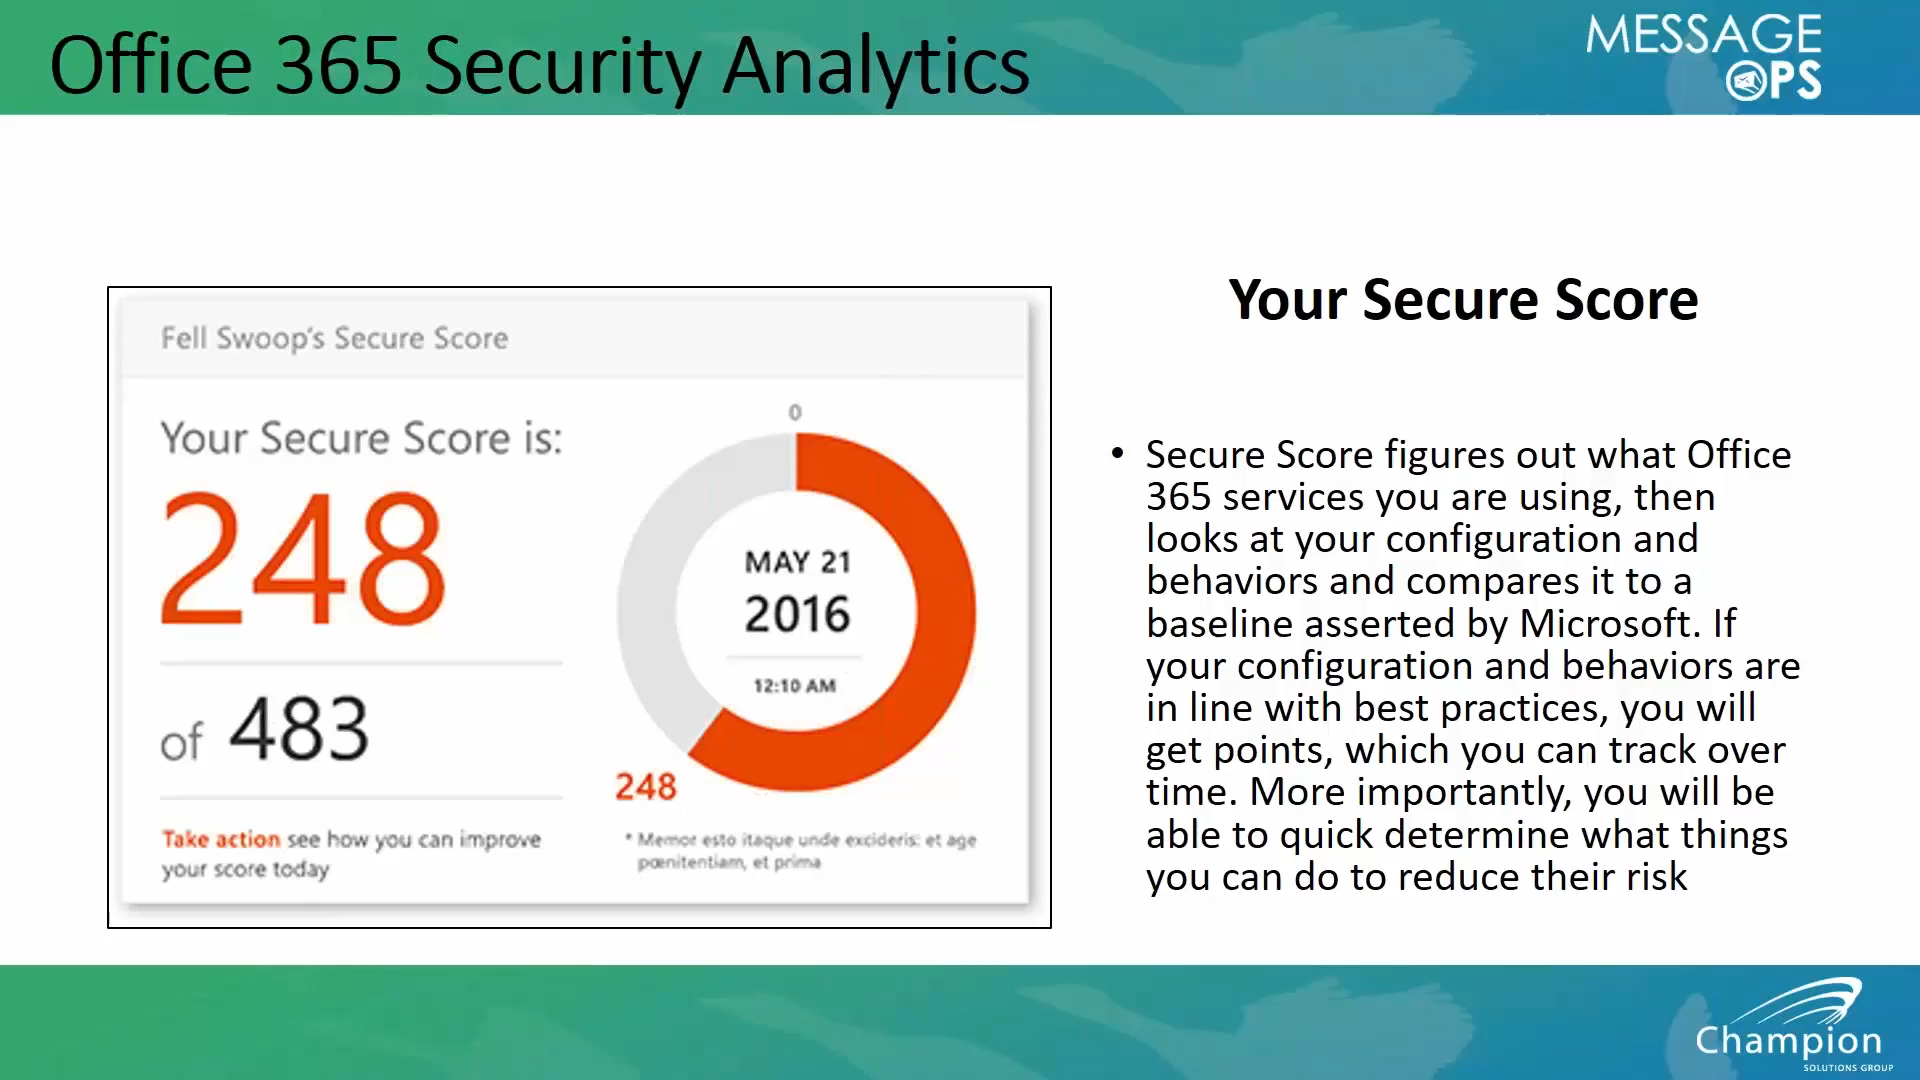 Office 365 Security Analytics
MESSAGE
OPS
Fell Swoop's Secure Score
Your Secure Score is:
248
of 483
Take action see how you can improve
your score today
0
MAY 21
2016
12:10 AM
248
* Memor esto itaque unde excideris: et age
pœnitentiam, et prima
Your Secure Score
• Secure Score figures out what Office
365 services you are using, then
looks at your configuration and
behaviors and compares it to a
baseline asserted by Microsoft. If
your configuration and behaviors are
in line with best practices, you will
get points, which you can track over
time. More importantly, you will be
able to quick determine what things
you can do to reduce their risk
Champion
SOLUTIONS GROUP